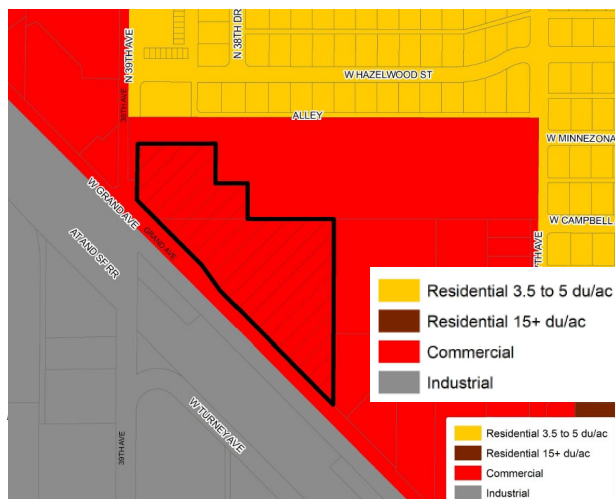 N 39TH AVE
N 38TH DR
W HAZELWOOD ST
ALLEY
39TH AVE
W MINNEZONA
W CAMPBELL
W GRAND AVE
GRAND AVE
AT AND SF RR
W TURNEY AVE
39TH AVE
Residential 3.5 to 5 du/ac
Residential 15+ du/ac
Commercial
Industrial
Residential 3.5 to 5 du/ac
Residential 15+ du/ac
Commercial
Industrial